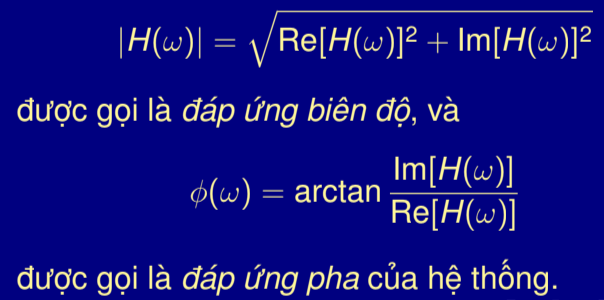 |H(ω)| = √Re[H(ω)]² + Im[H(ω)]²
được gọi là đáp ứng biên độ, và
ϕ(ω) = arctan Im[H(ω)] / Re[H(ω)]
được gọi là đáp ứng pha của hệ thống.